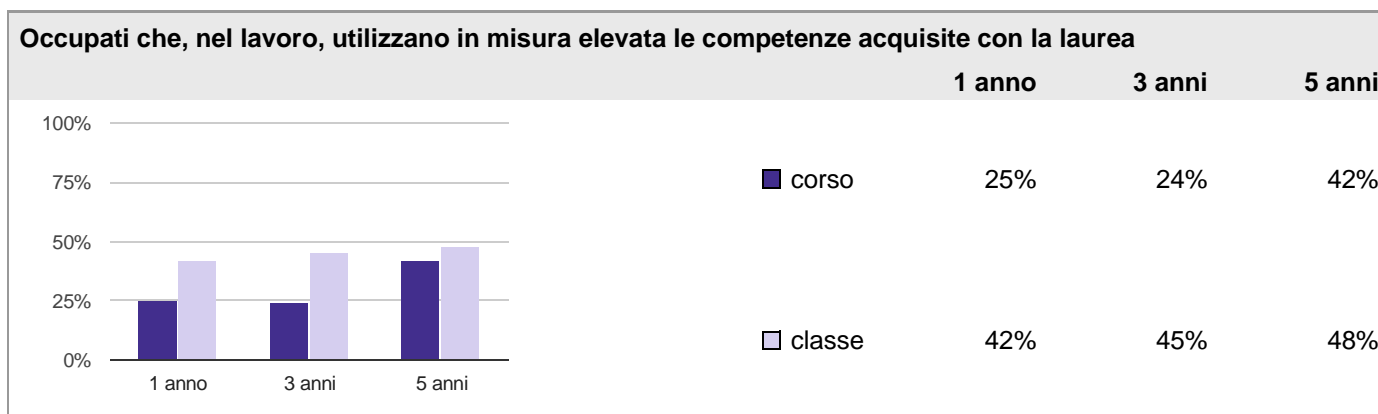 Occupati che, nel lavoro, utilizzano in misura elevata le competenze acquisite con la laurea
1 anno 3 anni 5 anni
100%
75%
50%
25%
0%
1 anno 3 anni 5 anni
corso 25% 24% 42%
classe 42% 45% 48%